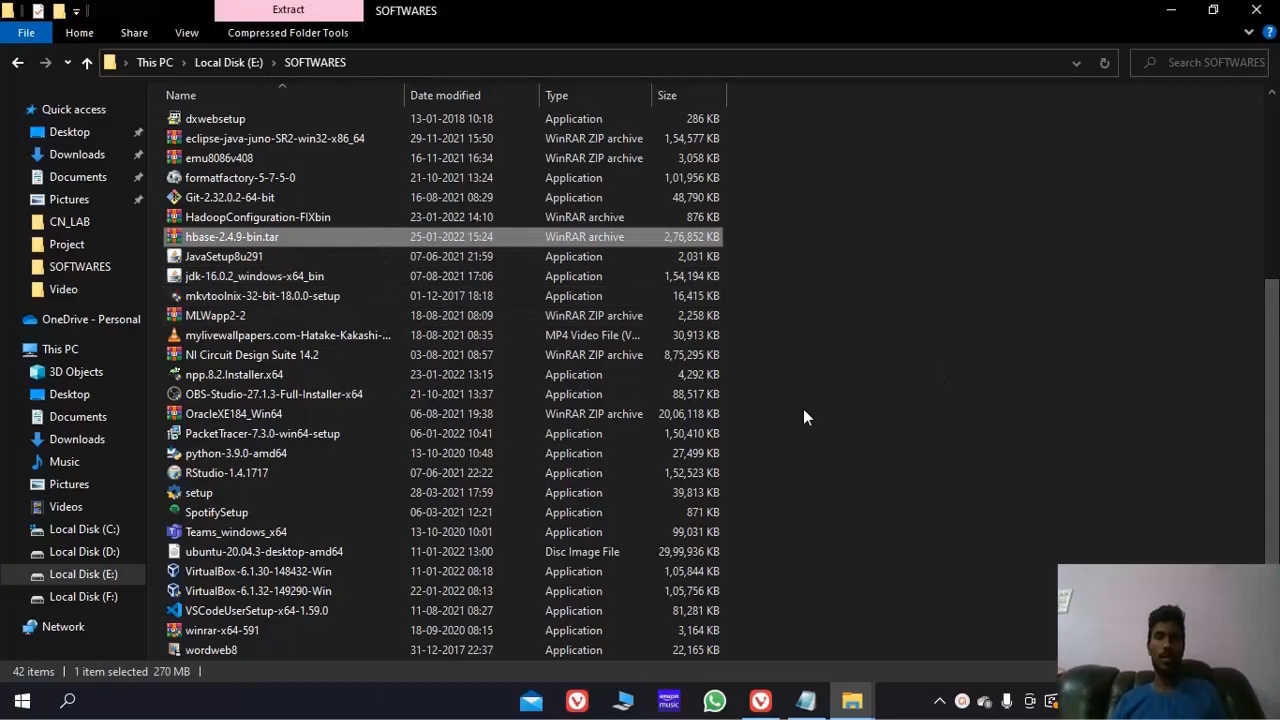 Extract SOFTWARES
File Home Share View Compressed Folder Tools
This PC Local Disk (E:) SOFTWARES Search SOFTWARES
Name Date modified Type Size
Quick access
Desktop
Downloads
Documents
Pictures
CN_LAB
Project
SOFTWARES
Video
OneDrive - Personal
This PC
3D Objects
Desktop
Documents
Downloads
Music
Pictures
Videos
Local Disk (C:)
Local Disk (D:)
Local Disk (E:)
Local Disk (F:)
Network
dxwebsetup 13-01-2018 10:18 Application 286 KB
eclipse-java-juno-SR2-win32-x86_64 29-11-2021 15:50 WinRAR ZIP archive 1,54,577 KB
emu8086v408 16-11-2021 16:34 WinRAR ZIP archive 3,058 KB
formatfactory-5-7-5-0 21-10-2021 13:24 Application 1,01,956 KB
Git-2.32.0.2-64-bit 16-08-2021 08:29 Application 48,790 KB
HadoopConfiguration-FIXbin 23-01-2022 14:10 WinRAR archive 876 KB
hbase-2.4.9-bin.tar 25-01-2022 15:24 WinRAR archive 2,76,852 KB
JavaSetup8u291 07-06-2021 21:59 Application 2,031 KB
jdk-16.0.2_windows-x64_bin 07-08-2021 17:06 Application 1,54,194 KB
mkvtoolnix-32-bit-18.0.0-setup 01-12-2017 18:18 Application 16,415 KB
MLWapp2-2 18-08-2021 08:09 WinRAR ZIP archive 2,258 KB
mylivewallpapers.com-Hatake-Kakashi-... 18-08-2021 08:35 MP4 Video File (V... 30,913 KB
NI Circuit Design Suite 14.2 03-08-2021 08:57 WinRAR ZIP archive 8,75,295 KB
npp.8.2.Installer.x64 23-01-2022 13:15 Application 4,292 KB
OBS-Studio-27.1.3-Full-Installer-x64 21-10-2021 13:37 Application 88,517 KB
OracleXE184_Win64 06-08-2021 19:38 WinRAR ZIP archive 20,06,118 KB
PacketTracer-7.3.0-win64-setup 06-01-2022 10:41 Application 1,50,410 KB
python-3.9.0-amd64 13-10-2020 10:48 Application 27,499 KB
RStudio-1.4.1717 07-06-2021 22:22 Application 1,52,523 KB
setup 28-03-2021 17:59 Application 39,813 KB
SpotifySetup 06-03-2021 12:21 Application 871 KB
Teams_windows_x64 13-10-2020 10:01 Application 99,031 KB
ubuntu-20.04.3-desktop-amd64 11-01-2022 13:00 Disc Image File 29,99,936 KB
VirtualBox-6.1.30-148432-Win 11-01-2022 08:18 Application 1,05,844 KB
VirtualBox-6.1.32-149290-Win 22-01-2022 08:13 Application 1,05,756 KB
VSCodeUserSetup-x64-1.59.0 11-08-2021 08:27 Application 81,281 KB
winrar-x64-591 18-09-2020 08:15 Application 3,164 KB
wordweb8 31-12-2017 22:37 Application 22,165 KB
42 items 1 item selected 270 MB
amazon music